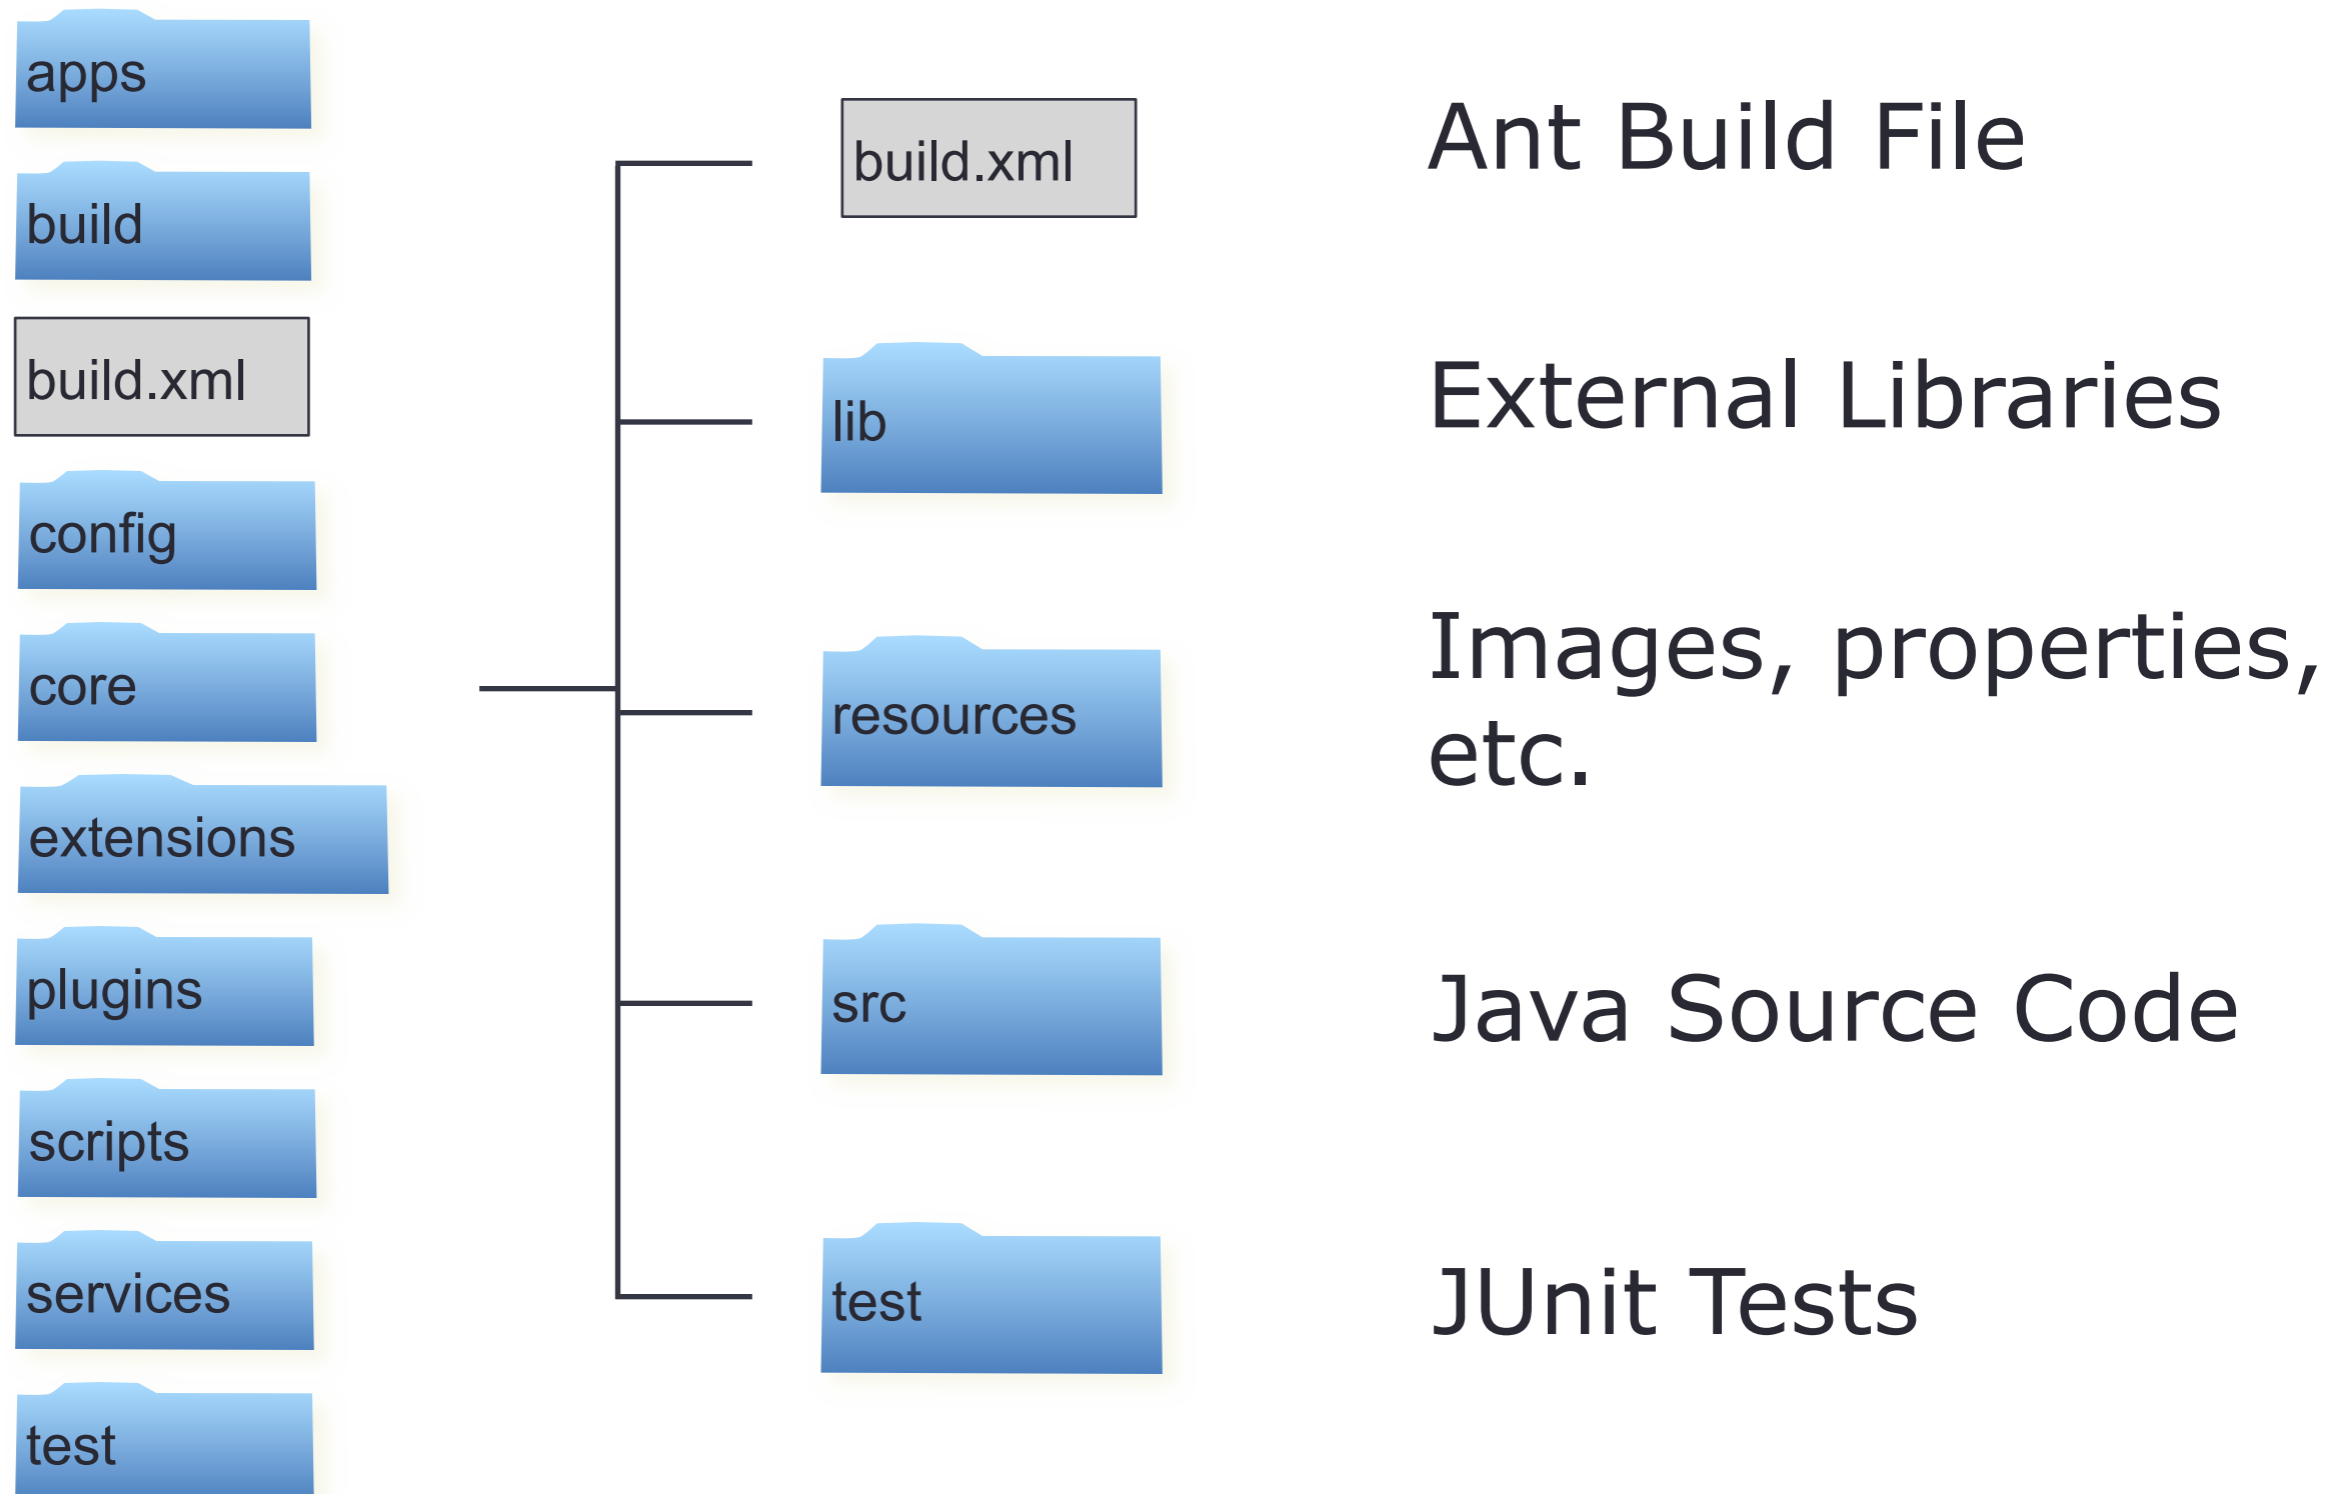 apps
build
build.xml
config
core
extensions
plugins
scripts
services
test
build.xml
Ant Build File
lib
External Libraries
resources
Images, properties,
etc.
src
Java Source Code
test
JUnit Tests